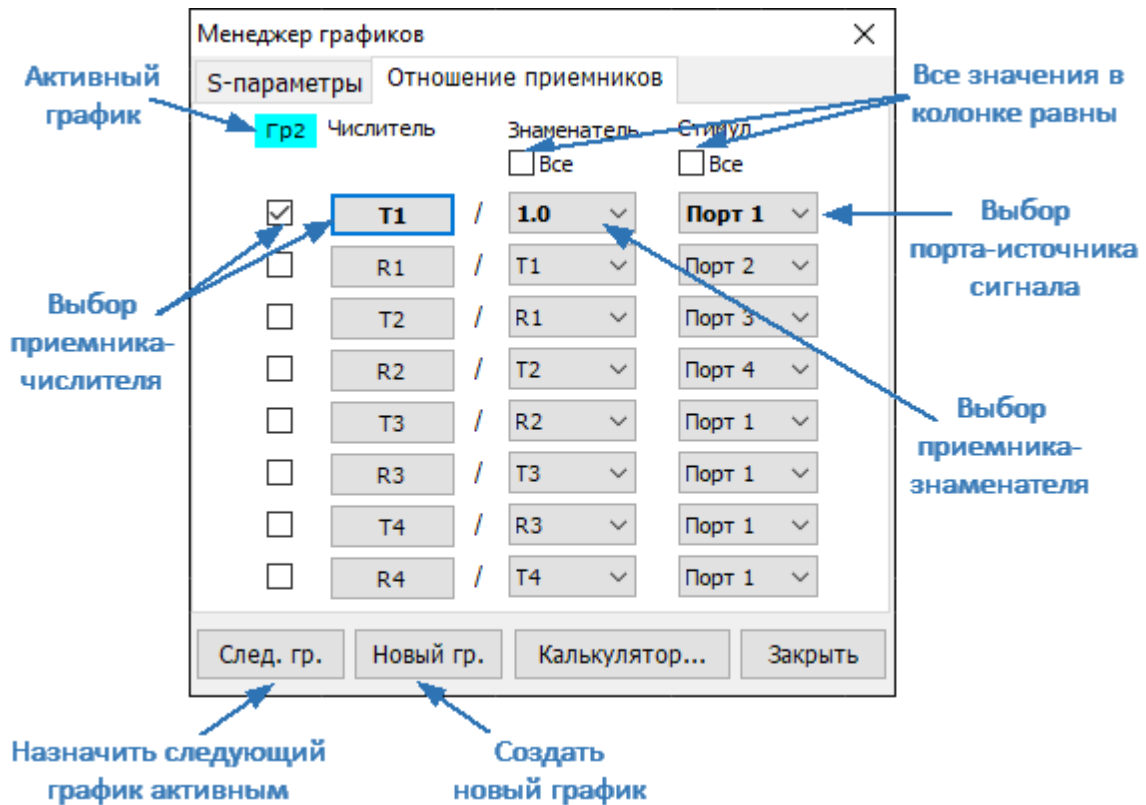 Менеджер графиков
S-параметры Отношение приемников
Активный
график
Все значения в
колонке равны
Гр2 Числитель Знаменатель Стимул
Все Все
T1 / 1.0 Порт 1
R1 / T1 Порт 2
T2 / R1 Порт 3
R2 / T2 Порт 4
T3 / R2 Порт 1
R3 / T3 Порт 1
T4 / R3 Порт 1
R4 / T4 Порт 1
Выбор
приемника-
числителя
Выбор
порта-источника
сигнала
Выбор
приемника-
знаменателя
След. гр. Новый гр. Калькулятор... Закрыть
Назначить следующий
график активным
Создать
новый график